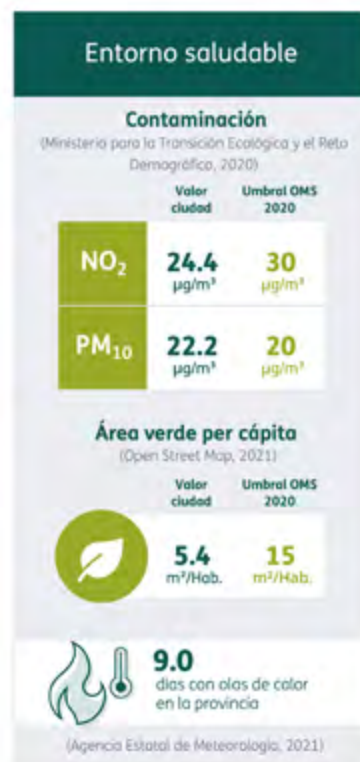 Entorno saludable
Contaminación
(Ministerio para la Transición Ecológica y el Reto
Demográfico, 2020)
Valor Umbral OMS
ciudad 2020
NO₂ 24.4 30
µg/m³ µg/m³
PM₁₀ 22.2 20
µg/m³ µg/m³
Área verde per cápita
(Open Street Map, 2021)
Valor Umbral OMS
ciudad 2020
5.4 15
m²/Hab. m²/Hab.
9.0
días con olas de calor
en la provincia
(Agencia Estatal de Meteorología, 2021)